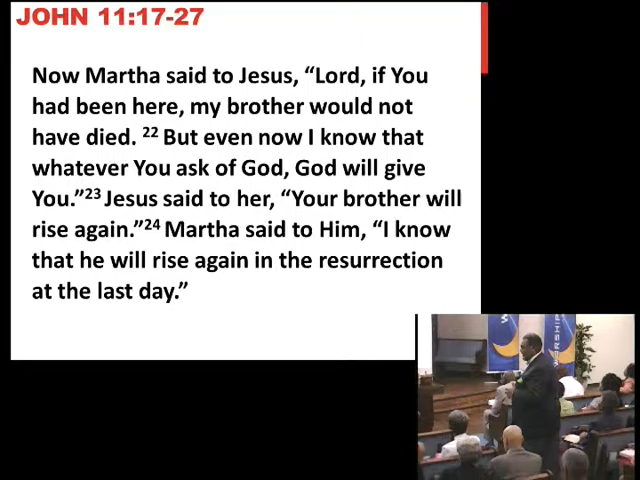 JOHN 11:17-27
Now Martha said to Jesus, “Lord, if You
had been here, my brother would not
have died. 22 But even now I know that
whatever You ask of God, God will give
You.”23 Jesus said to her, “Your brother will
rise again.”24 Martha said to Him, “I know
that he will rise again in the resurrection
at the last day.”
WORSHIP